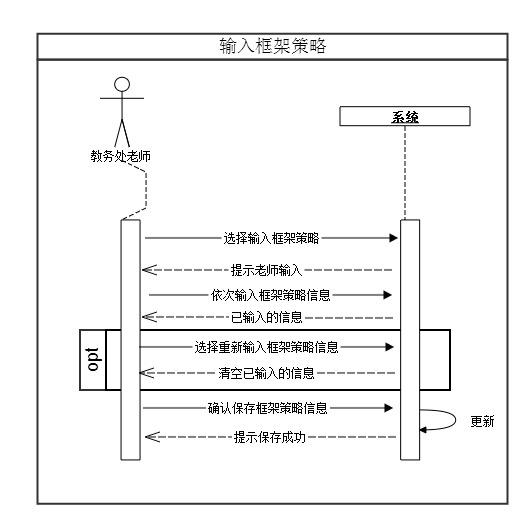 输入框架策略
系统
教务处老师
选择输入框架策略
提示老师输入
依次输入框架策略信息
已输入的信息
opt
选择重新输入框架策略信息
清空已输入的信息
确认保存框架策略信息
更新
提示保存成功